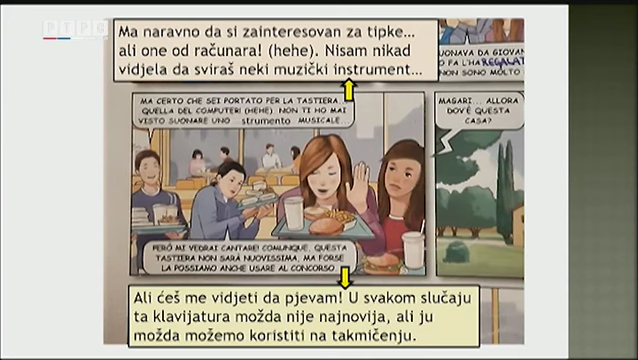 РТРС
Ma naravno da si zainteresovan za tipke...
ali one od računara! (hehe). Nisam nikad
vidjela da sviraš neki muzički instrument...
UONAVA DA GIOVAN
O FA L'HA REGALAT
NON SONO MOLTO
MA CERTO CHE SEI PORTATO PER LA TASTIERA...
QUELLA DEL COMPUTER! (HEHE). NON TI HO MAI
VISTO SUONARE UNO strumento MUSICALE...
MAGARI... ALLORA
DOV'È QUESTA
CASA?
PERÒ MI VEDRAI CANTARE! COMUNQUE, QUESTA
TASTIERA NON SARÀ NUOVISSIMA, MA FORSE
LA POSSIAMO ANCHE USARE AL CONCORSO
Ali ćeš me vidjeti da pjevam! U svakom slučaju
ta klavijatura možda nije najnovija, ali ju
možda možemo koristiti na takmičenju.